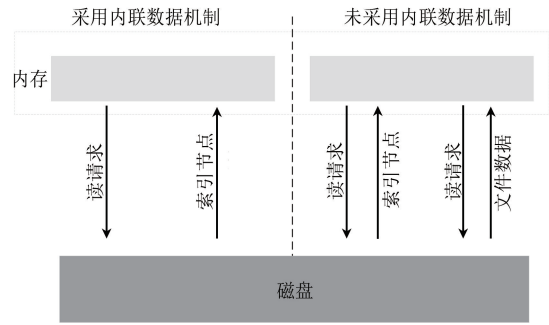 采用内联数据机制
未采用内联数据机制
内存
读请求
索引节点
读请求
索引节点
读请求
文件数据
磁盘